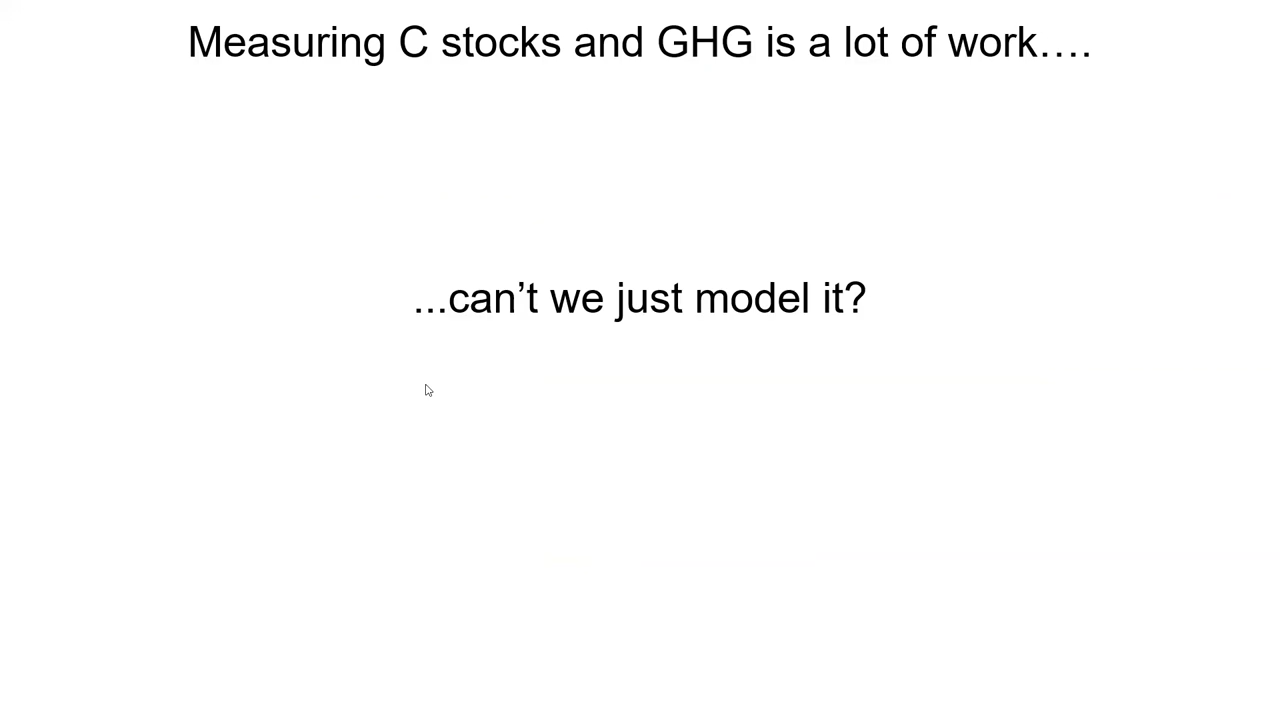 Measuring C stocks and GHG is a lot of work….
...can’t we just model it?